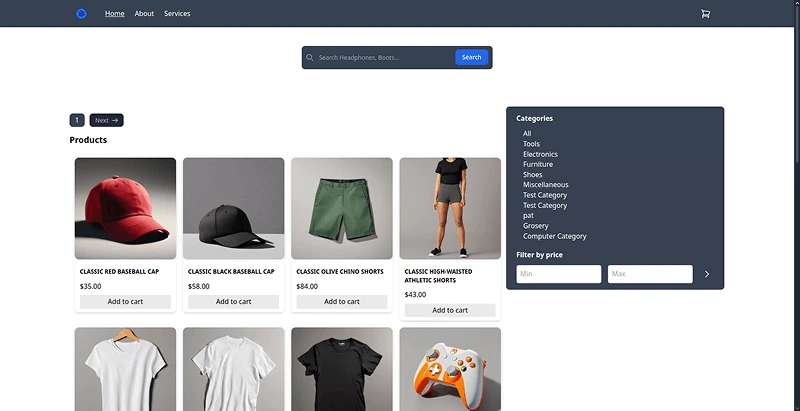 Home About Services
Search Headphones, Boots...
Search
1
Next →
Products
CLASSIC RED BASEBALL CAP
$35.00
Add to cart
CLASSIC BLACK BASEBALL CAP
$58.00
Add to cart
CLASSIC OLIVE CHINO SHORTS
$84.00
Add to cart
CLASSIC HIGH-WAISTED
ATHLETIC SHORTS
$43.00
Add to cart
Categories
All
Tools
Electronics
Furniture
Shoes
Miscellaneous
Test Category
Test Category
pat
Grosery
Computer Category
Filter by price
Min
Max